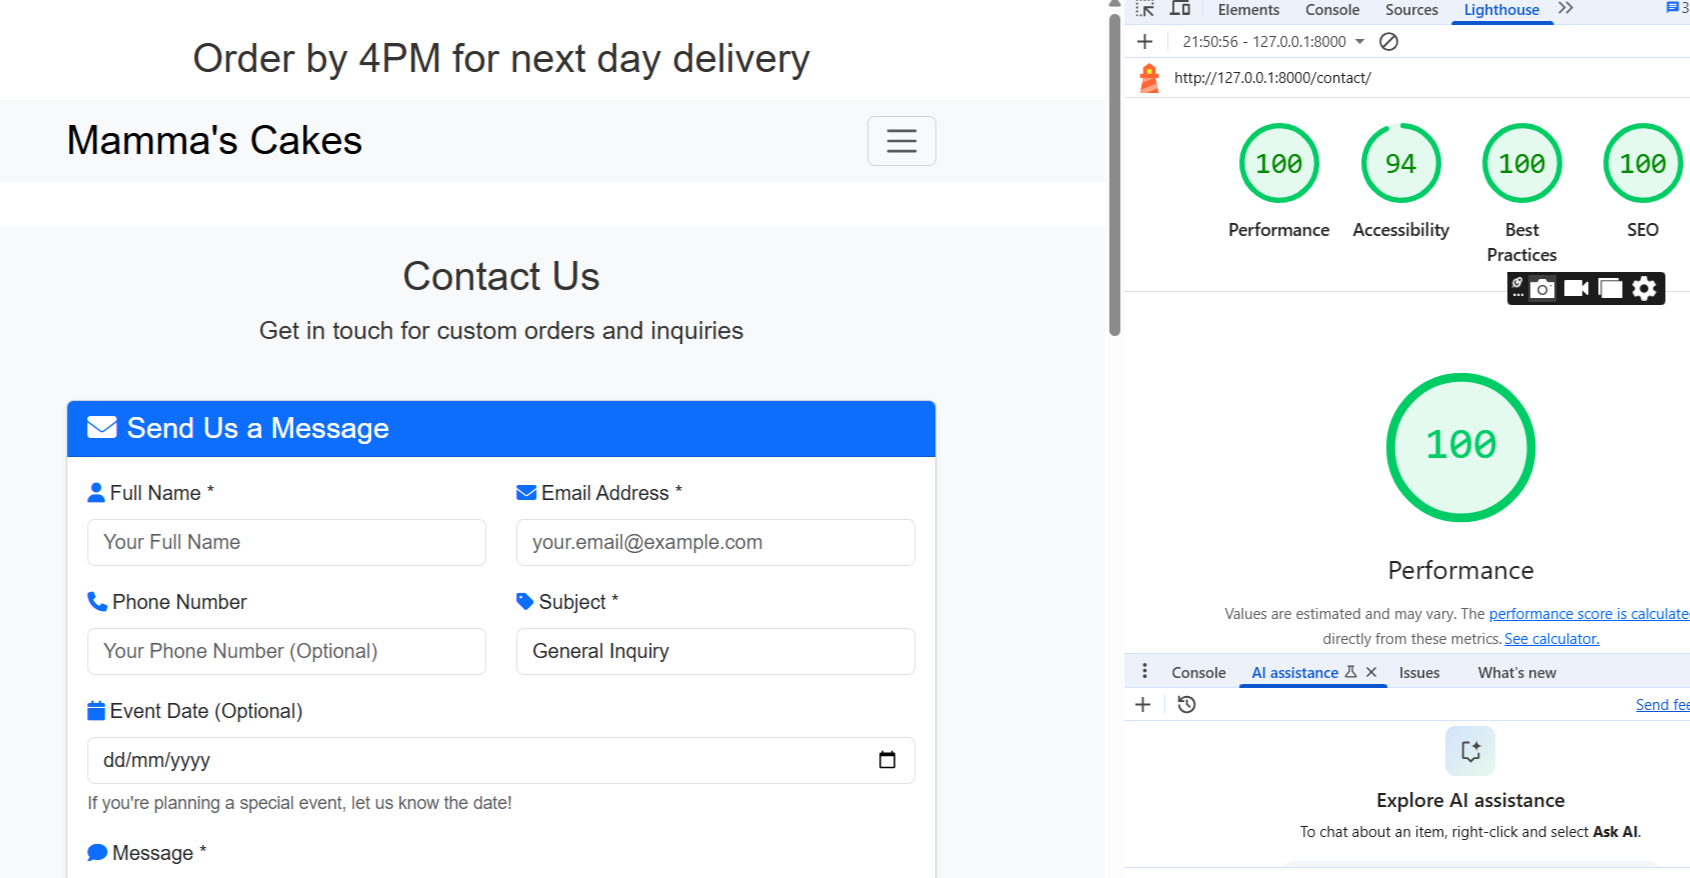 Order by 4PM for next day delivery
Mamma's Cakes
Contact Us
Get in touch for custom orders and inquiries
Send Us a Message
Full Name *
Email Address *
Your Full Name
your.email@example.com
Phone Number
Subject *
Your Phone Number (Optional)
General Inquiry
Event Date (Optional)
dd/mm/yyyy
If you're planning a special event, let us know the date!
Message *
Elements Console Sources Lighthouse 3
21:50:56 - 127.0.0.1:8000
http://127.0.0.1:8000/contact/
100 94 100 100
Performance Accessibility Best Practices SEO
100
Performance
Values are estimated and may vary. The performance score is calculated
directly from these metrics. See calculator.
Console AI assistance Issues What's new
Send fee
Explore AI assistance
To chat about an item, right-click and select Ask AI.